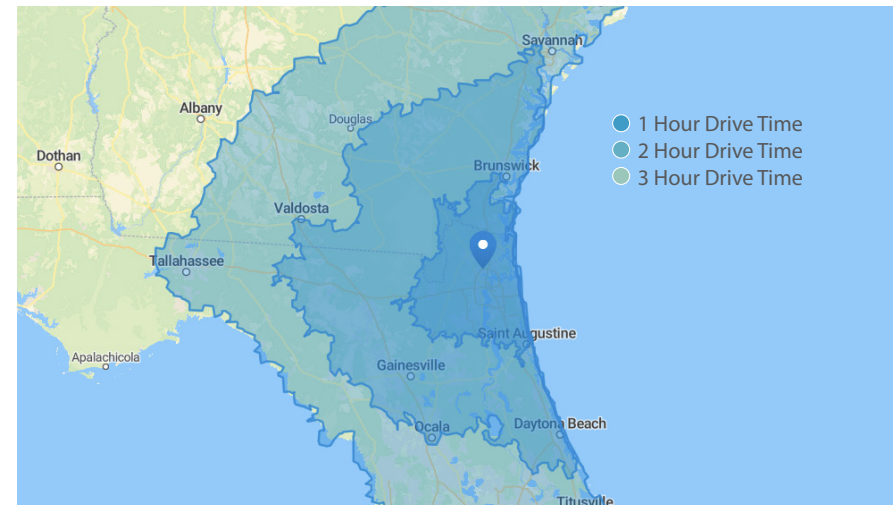 Savannah
Albany
Douglas
1 Hour Drive Time
2 Hour Drive Time
3 Hour Drive Time
Dothan
Brunswick
Valdosta
Tallahassee
Saint Augustine
Apalachicola
Gainesville
Ocala
Daytona Beach
Titusville